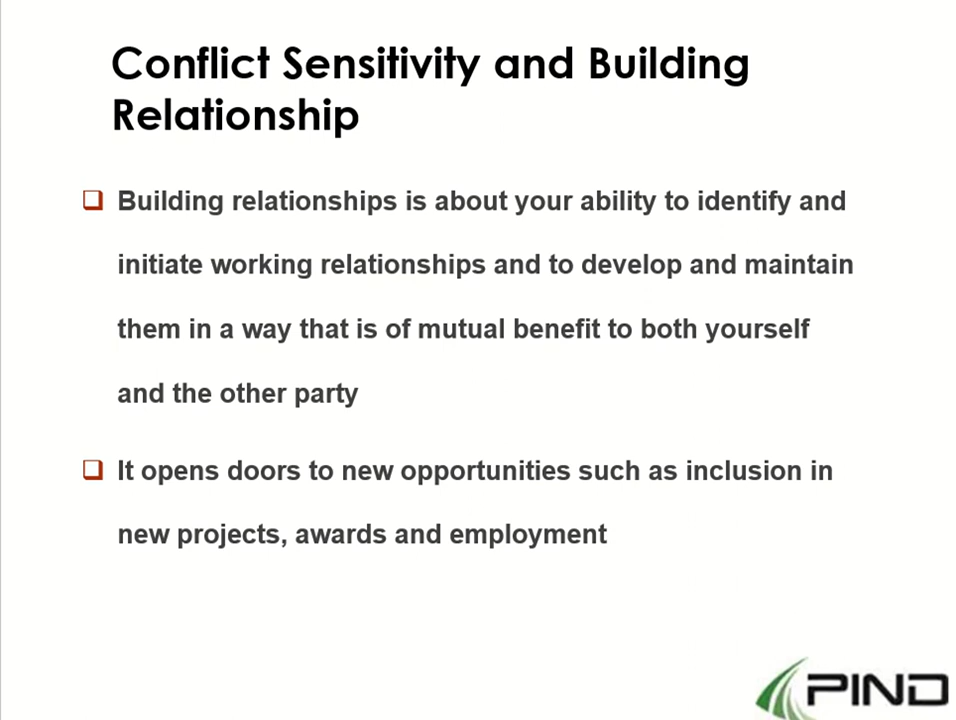 Conflict Sensitivity and Building
Relationship
Building relationships is about your ability to identify and
initiate working relationships and to develop and maintain
them in a way that is of mutual benefit to both yourself
and the other party
It opens doors to new opportunities such as inclusion in
new projects, awards and employment
PIND